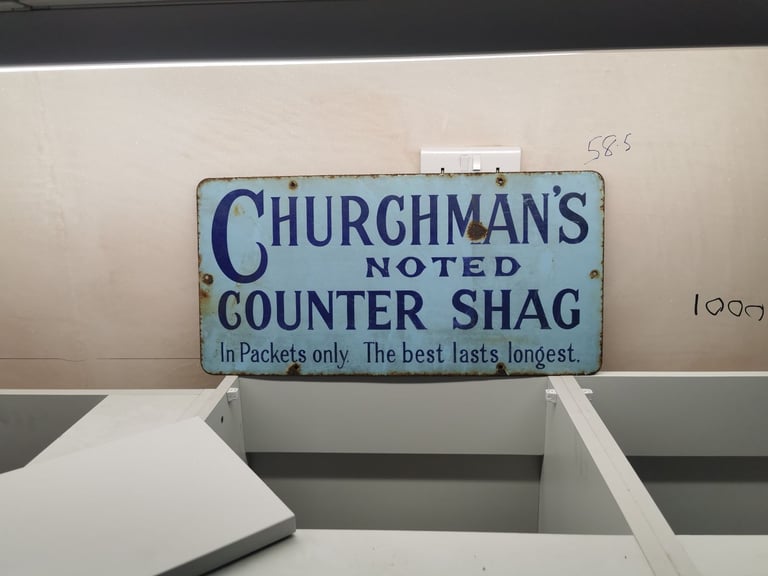 58.5
CHURCHMAN'S
NOTED
COUNTER SHAG
In Packets only. The best lasts longest.
1000